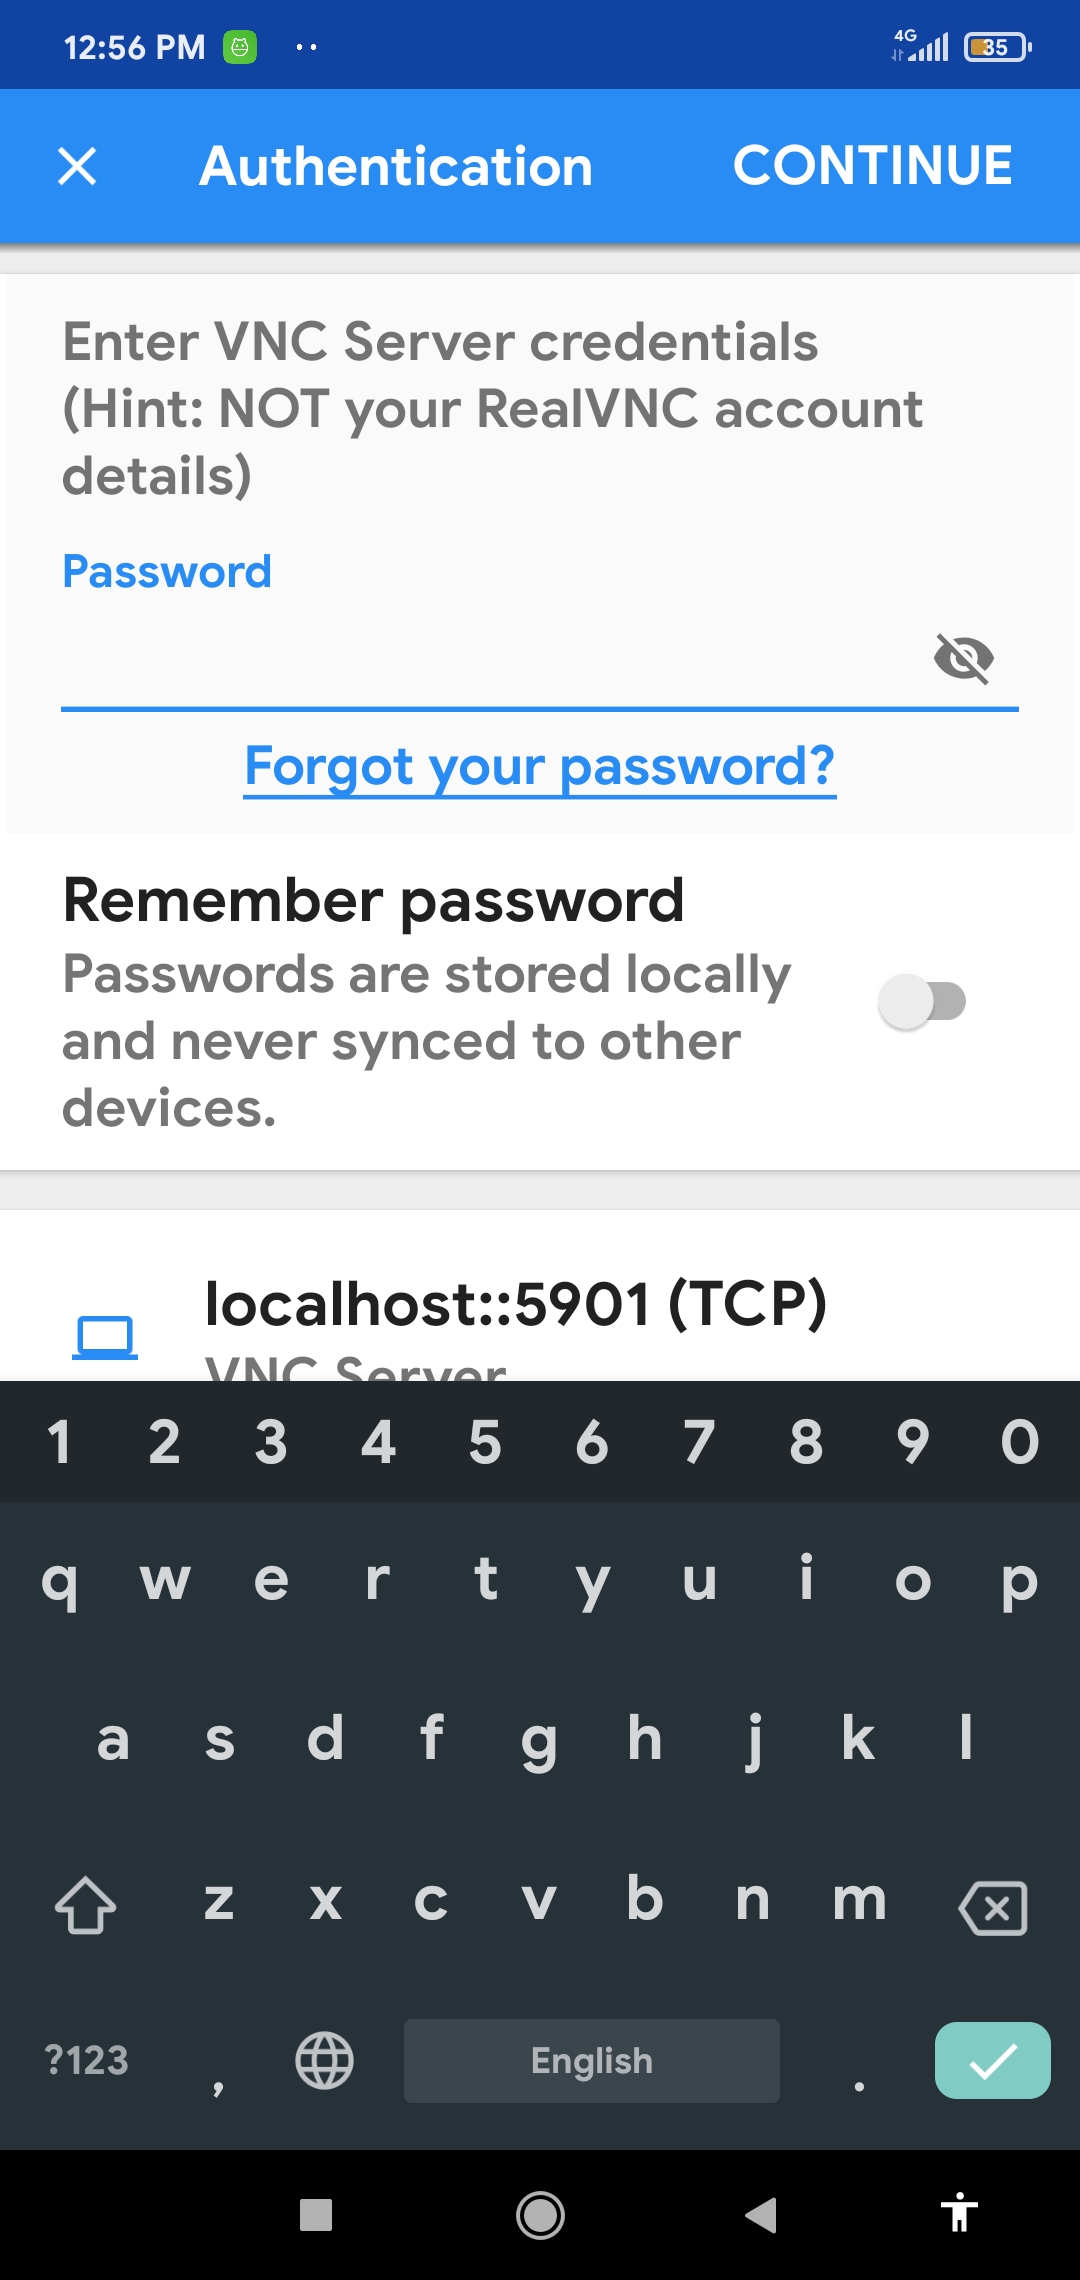 12:56 PM
4G
35
Authentication
CONTINUE
Enter VNC Server credentials
(Hint: NOT your RealVNC account
details)
Password
Forgot your password?
Remember password
Passwords are stored locally
and never synced to other
devices.
localhost::5901 (TCP)
VNC Server
1 2 3 4 5 6 7 8 9 0
q w e r t y u i o p
a s d f g h j k l
z x c v b n m
?123 , English .